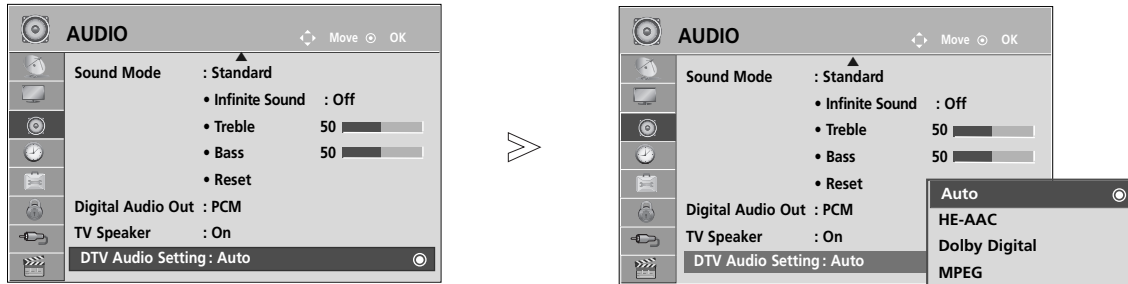 AUDIO
Move OK
Sound Mode : Standard
• Infinite Sound : Off
• Treble 50
• Bass 50
• Reset
Digital Audio Out : PCM
TV Speaker : On
DTV Audio Setting : Auto
AUDIO
Move OK
Sound Mode : Standard
• Infinite Sound : Off
• Treble 50
• Bass 50
• Reset
Digital Audio Out : PCM
TV Speaker : On
DTV Audio Setting : Auto
Auto
HE-AAC
Dolby Digital
MPEG